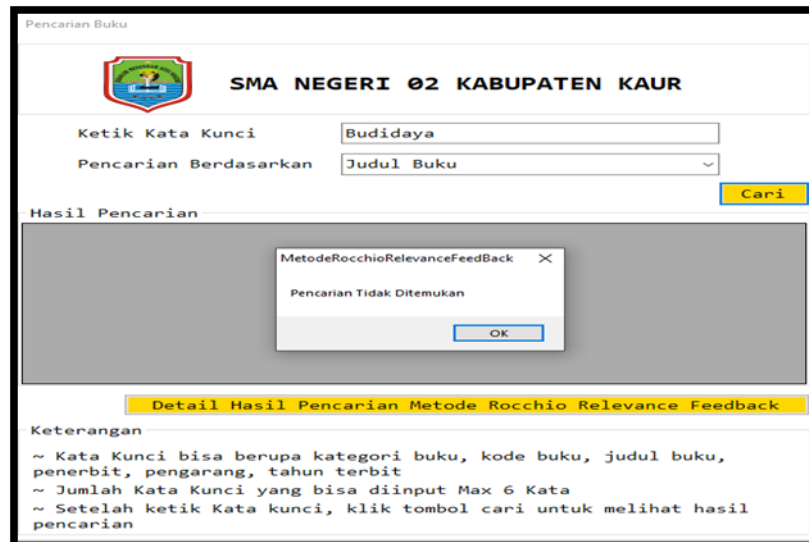 Pencarian Buku
SMA NEGERI 02 KABUPATEN KAUR
Ketik Kata Kunci Budidaya
Pencarian Berdasarkan Judul Buku
Cari
Hasil Pencarian
MetodeRocchioRelevanceFeedBack
Pencarian Tidak Ditemukan
OK
Detail Hasil Pencarian Metode Rocchio Relevance Feedback
Keterangan
~ Kata Kunci bisa berupa kategori buku, kode buku, judul buku,
penerbit, pengarang, tahun terbit
~ Jumlah Kata Kunci yang bisa diinput Max 6 Kata
~ Setelah ketik Kata kunci, klik tombol cari untuk melihat hasil
pencarian